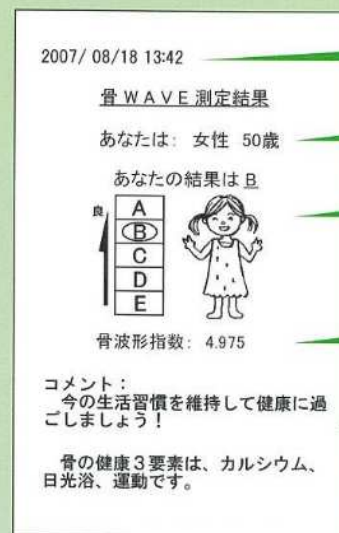 2007/ 08/18 13:42
骨WAVE測定結果
あなたは: 女性 50歳
あなたの結果は B
良
A
B
C
D
E
骨波形指数: 4.975
コメント:
今の生活習慣を維持して健康に過
ごしましょう!
骨の健康3要素は、カルシウム、
日光浴、運動です。